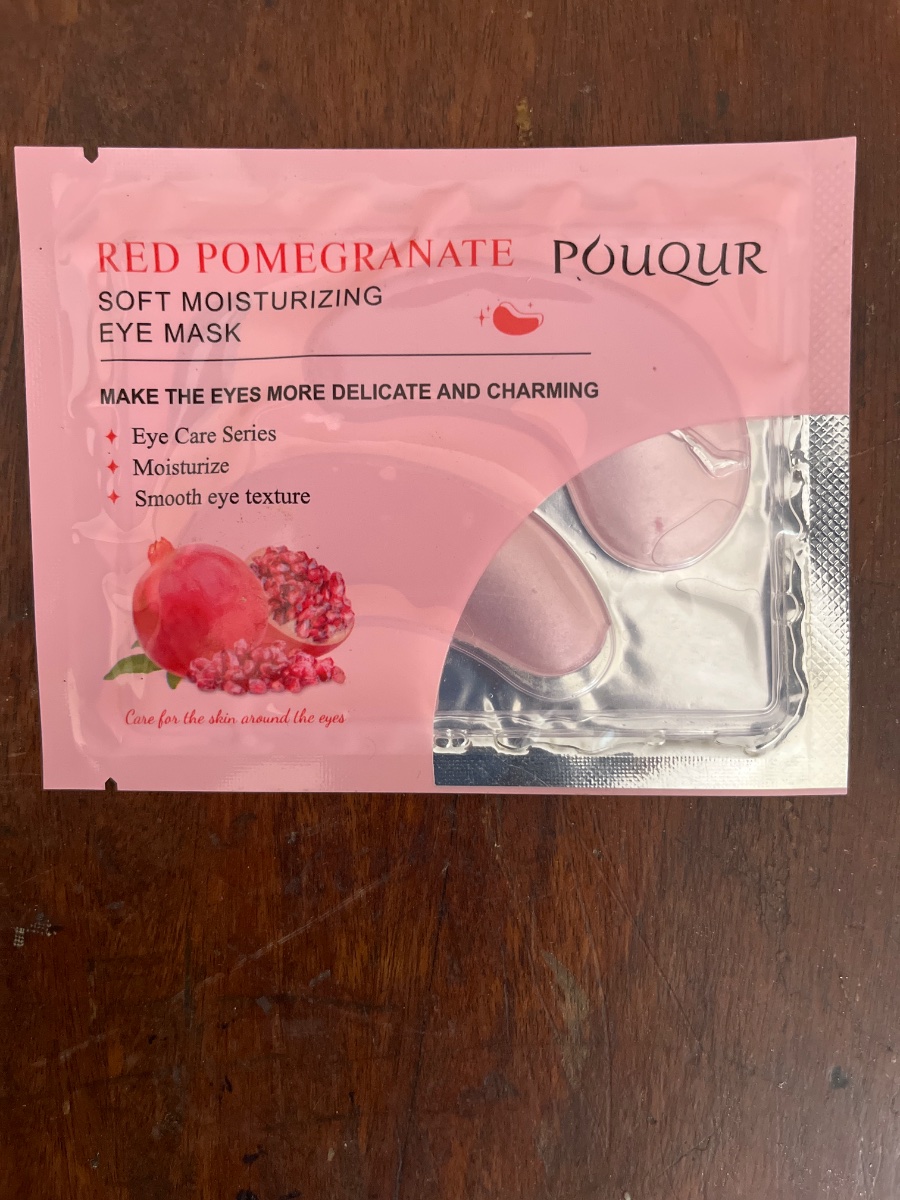 RED POMEGRANATE POUQUR
SOFT MOISTURIZING
EYE MASK
MAKE THE EYES MORE DELICATE AND CHARMING
Eye Care Series
Moisturize
Smooth eye texture
Care for the skin around the eyes